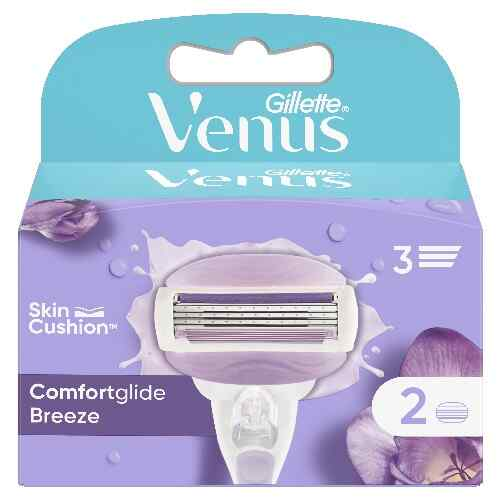 Gillette®
Venus
Gillette®
Venus
3
Skin
Cushion™
Comfortglide
Breeze
2